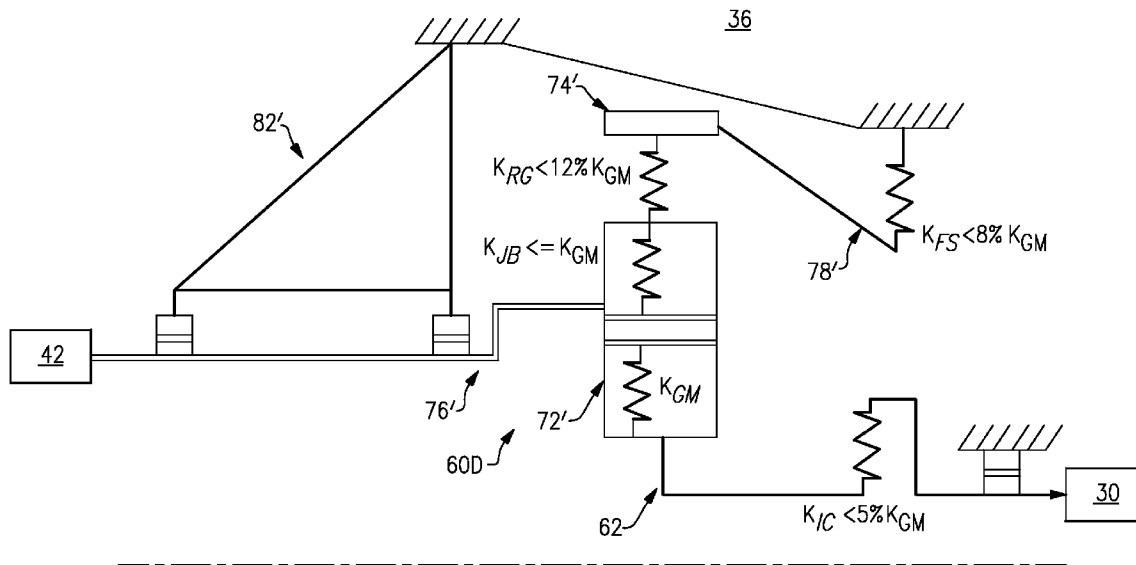 36
74'
82'
K_RG<12% K_GM
K_JB <= K_GM
K_FS<8% K_GM
78'
42
K_GM
76'
72'
60D
30
62
K_IC <5% K_GM